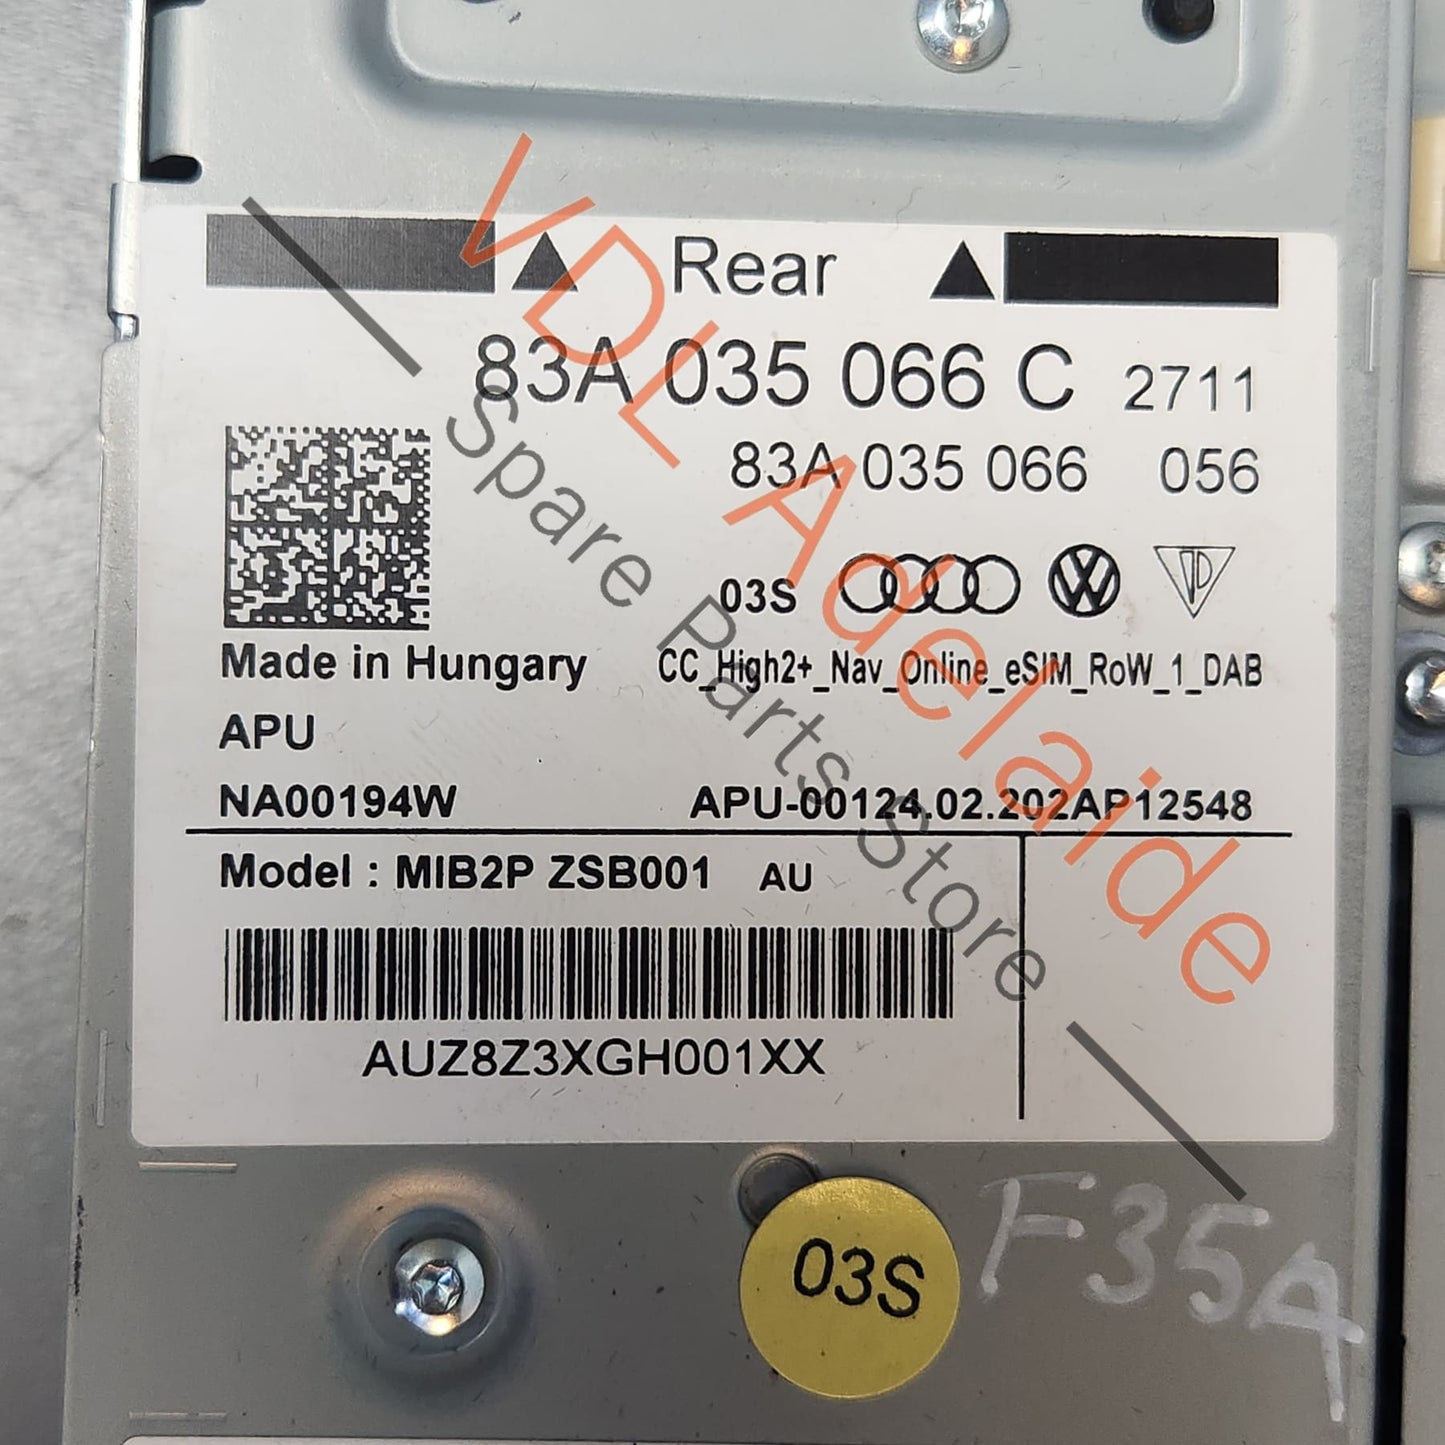 Rear
83A 035 066 C 2711
83A 035 066 056
03S
Made in Hungary CC_High2+_Nav_Online_eSIM_RoW_1_DAB
APU
NA00194W APU-00124.02.202AP12548
Model : MIB2P ZSB001 AU
AUZ8Z3XGH001XX
03S
F35A
VDL Adelaide
Spare Parts Store